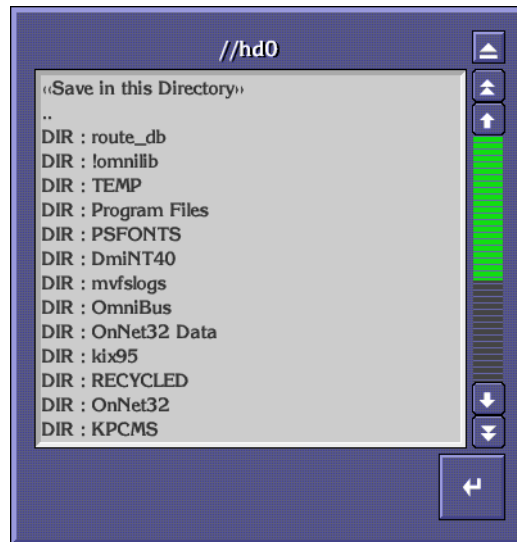 //hd0
‹‹Save in this Directory››
..
DIR : route_db
DIR : !omnilib
DIR : TEMP
DIR : Program Files
DIR : PSFONTS
DIR : DmiNT40
DIR : mvfslogs
DIR : OmniBus
DIR : OnNet32 Data
DIR : kix95
DIR : RECYCLED
DIR : OnNet32
DIR : KPCMS